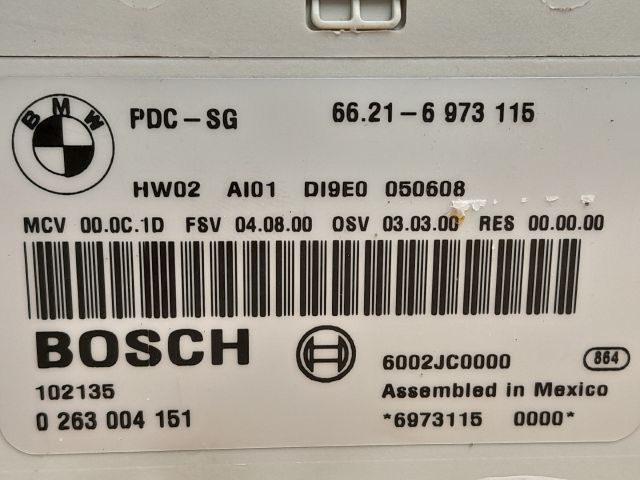 BMW
PDC-SG 66.21-6 973 115
HW02 AI01 DI9E0 050608
MCV 00.0C.1D FSV 04.08.00 OSV 03.03.00 RES 00.00.00
BOSCH
6002JC0000 864
102135 Assembled in Mexico
0 263 004 151 *6973115 0000*